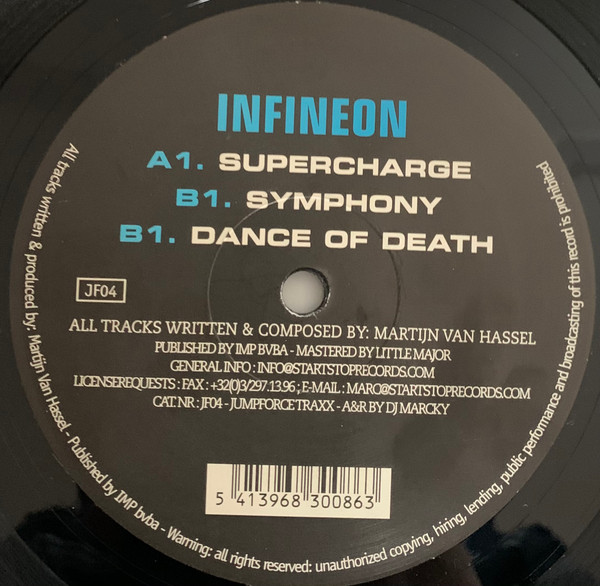 INFINEON
A1. SUPERCHARGE
B1. SYMPHONY
B1. DANCE OF DEATH
JF04
ALL TRACKS WRITTEN & COMPOSED BY: MARTIJN VAN HASSEL
PUBLISHED BY IMP BVBA - MASTERED BY LITTLE MAJOR
GENERAL INFO : INFO@STARTSTOPRECORDS.COM
LICENSEREQUESTS : FAX : +32(0)3/297.13.96 ; E-MAIL : MARC@STARTSTOPRECORDS.COM
CAT. NR : JF04 - JUMPFORCE TRAXX - A&R BY DJ MARCKY
5 413968 300863
All tracks written & produced by: Martijn Van Hassel - Published by IMP bvba - Warning: all rights reserved: unauthorized copying, hiring, lending, public performance and broadcasting of this record is prohibited